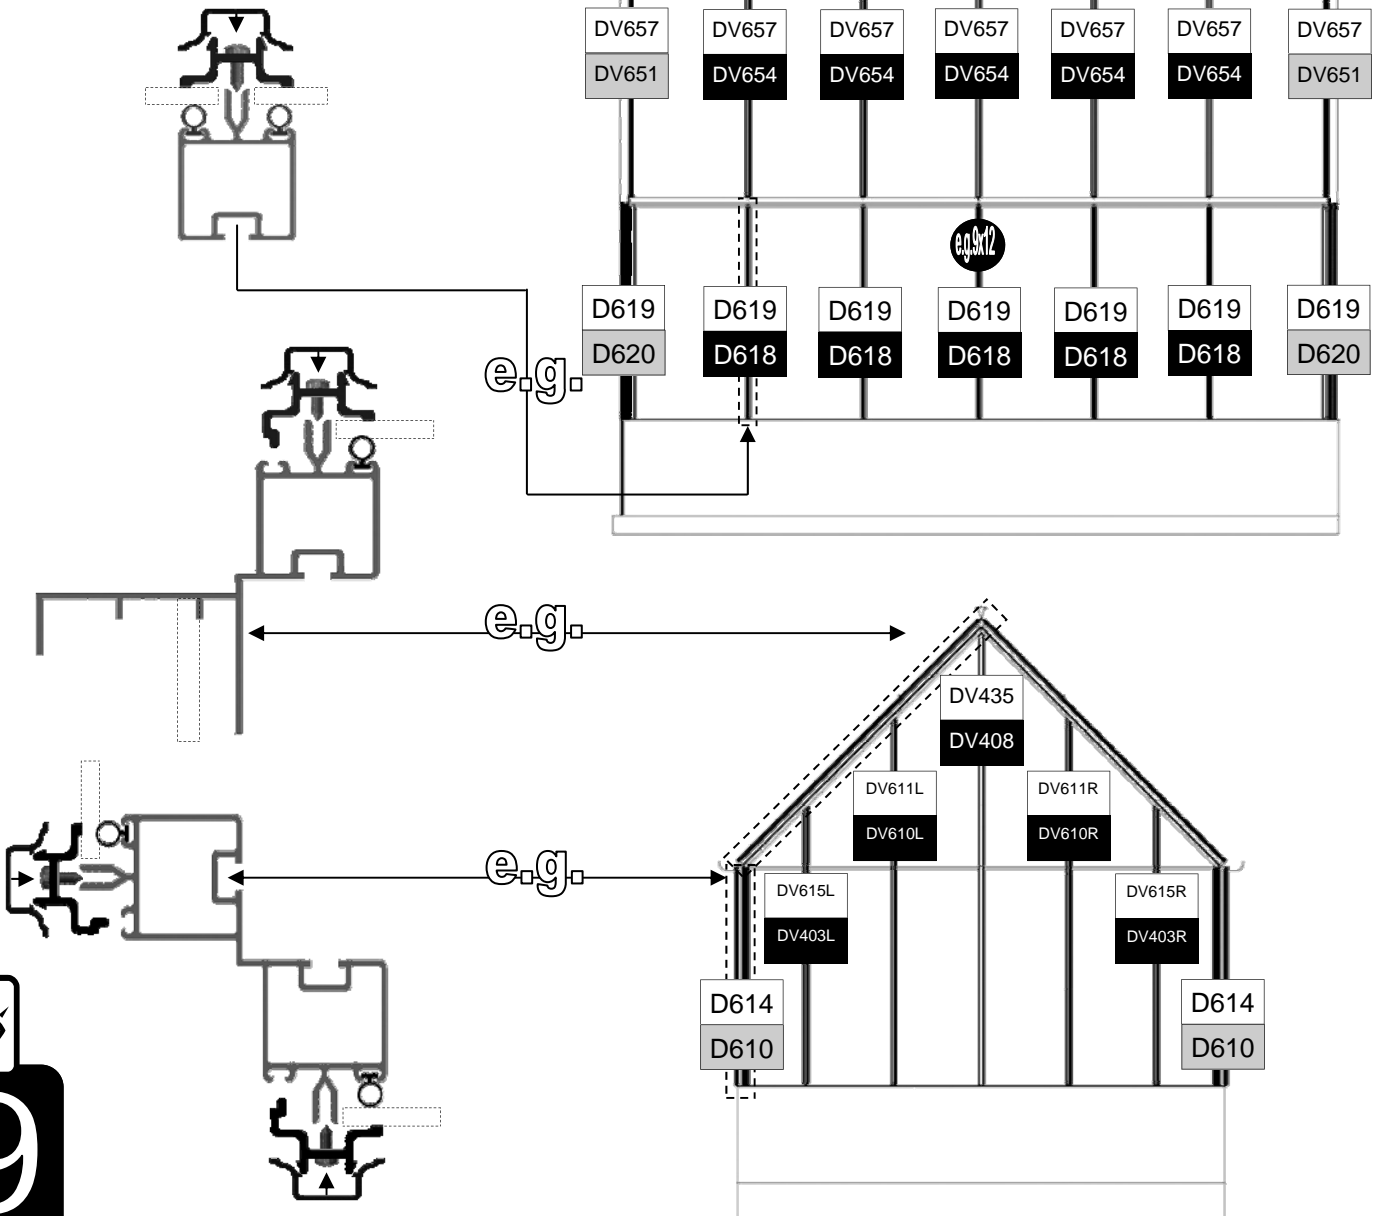 DV657 DV657 DV657 DV657 DV657 DV657 DV657
DV651 DV654 DV654 DV654 DV654 DV654 DV651
e.g.9x12
D619 D619 D619 D619 D619 D619 D619
D620 D618 D618 D618 D618 D618 D620
e.g.
e.g.
DV435
DV408
DV611L DV611R
DV610L DV610R
e.g.
DV615L DV615R
DV403L DV403R
D614 D614
D610 D610
9